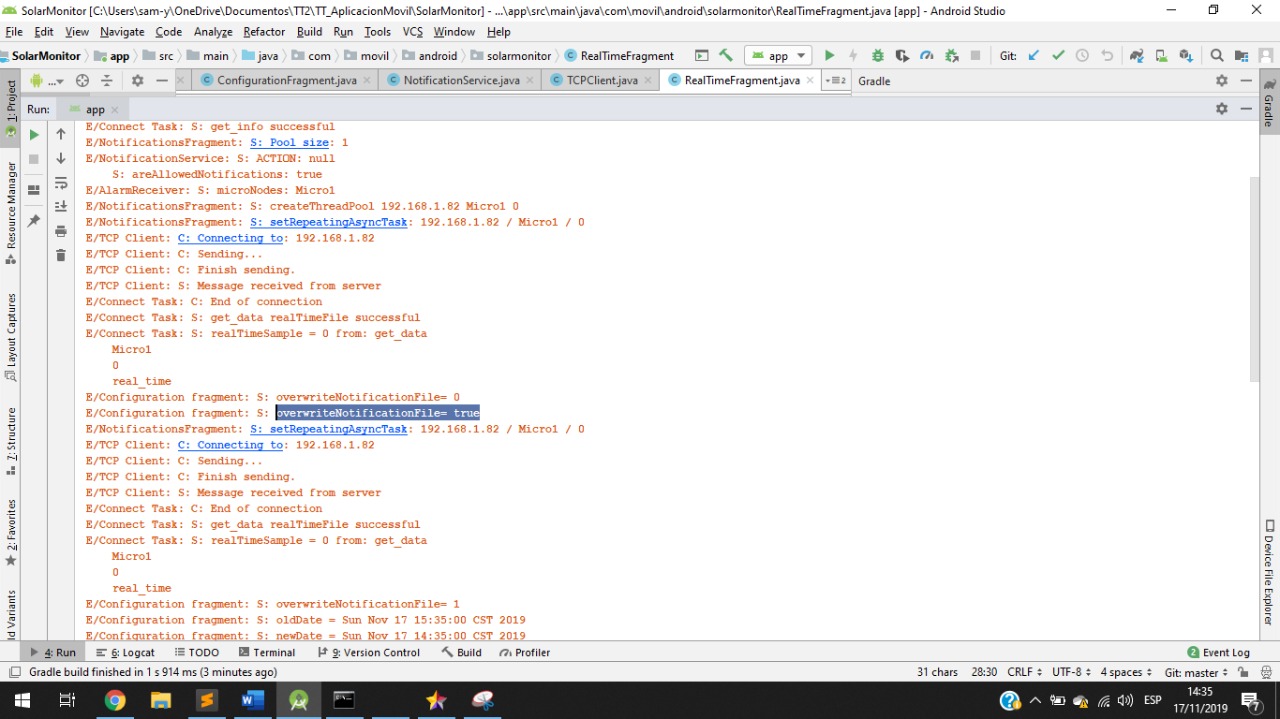 SolarMonitor [C:\Users\sam-y\OneDrive\Documentos\TT2\TT_AplicacionMovil\SolarMonitor] - ...\app\src\main\java\com\movil\android\solarmonitor\RealTimeFragment.java [app] - Android Studio
File Edit View Navigate Code Analyze Refactor Build Run Tools VCS Window Help
SolarMonitor app src main java com movil android solarmonitor RealTimeFragment app Git:
... ConfigurationFragment.java NotificationService.java TCPClient.java RealTimeFragment.java 2 Gradle
Run: app
E/Connect Task: S: get_info successful
E/NotificationsFragment: S: Pool size: 1
E/NotificationService: S: ACTION: null
S: areAllowedNotifications: true
E/AlarmReceiver: S: microNodes: Micro1
E/NotificationsFragment: S: createThreadPool 192.168.1.82 Micro1 0
E/NotificationsFragment: S: setRepeatingAsyncTask: 192.168.1.82 / Micro1 / 0
E/TCP Client: C: Connecting to: 192.168.1.82
E/TCP Client: C: Sending...
E/TCP Client: C: Finish sending.
E/TCP Client: S: Message received from server
E/Connect Task: C: End of connection
E/Connect Task: S: get_data realTimeFile successful
E/Connect Task: S: realTimeSample = 0 from: get_data
Micro1
0
real_time
E/Configuration fragment: S: overwriteNotificationFile= 0
E/Configuration fragment: S: overwriteNotificationFile= true
E/NotificationsFragment: S: setRepeatingAsyncTask: 192.168.1.82 / Micro1 / 0
E/TCP Client: C: Connecting to: 192.168.1.82
E/TCP Client: C: Sending...
E/TCP Client: C: Finish sending.
E/TCP Client: S: Message received from server
E/Connect Task: C: End of connection
E/Connect Task: S: get_data realTimeFile successful
E/Connect Task: S: realTimeSample = 0 from: get_data
Micro1
0
real_time
E/Configuration fragment: S: overwriteNotificationFile= 1
E/Configuration fragment: S: oldDate = Sun Nov 17 15:35:00 CST 2019
E/Configuration fragment: S: newDate = Sun Nov 17 14:35:00 CST 2019
1: Project
Resource Manager
Layout Captures
7: Structure
2: Favorites
ld Variants
Gradle
Device File Explorer
4: Run 6: Logcat TODO Terminal 9: Version Control Build Profiler 2 Event Log
Gradle build finished in 1 s 914 ms (3 minutes ago) 31 chars 28:30 CRLF UTF-8 4 spaces Git: master
ESP 14:35
17/11/2019 7